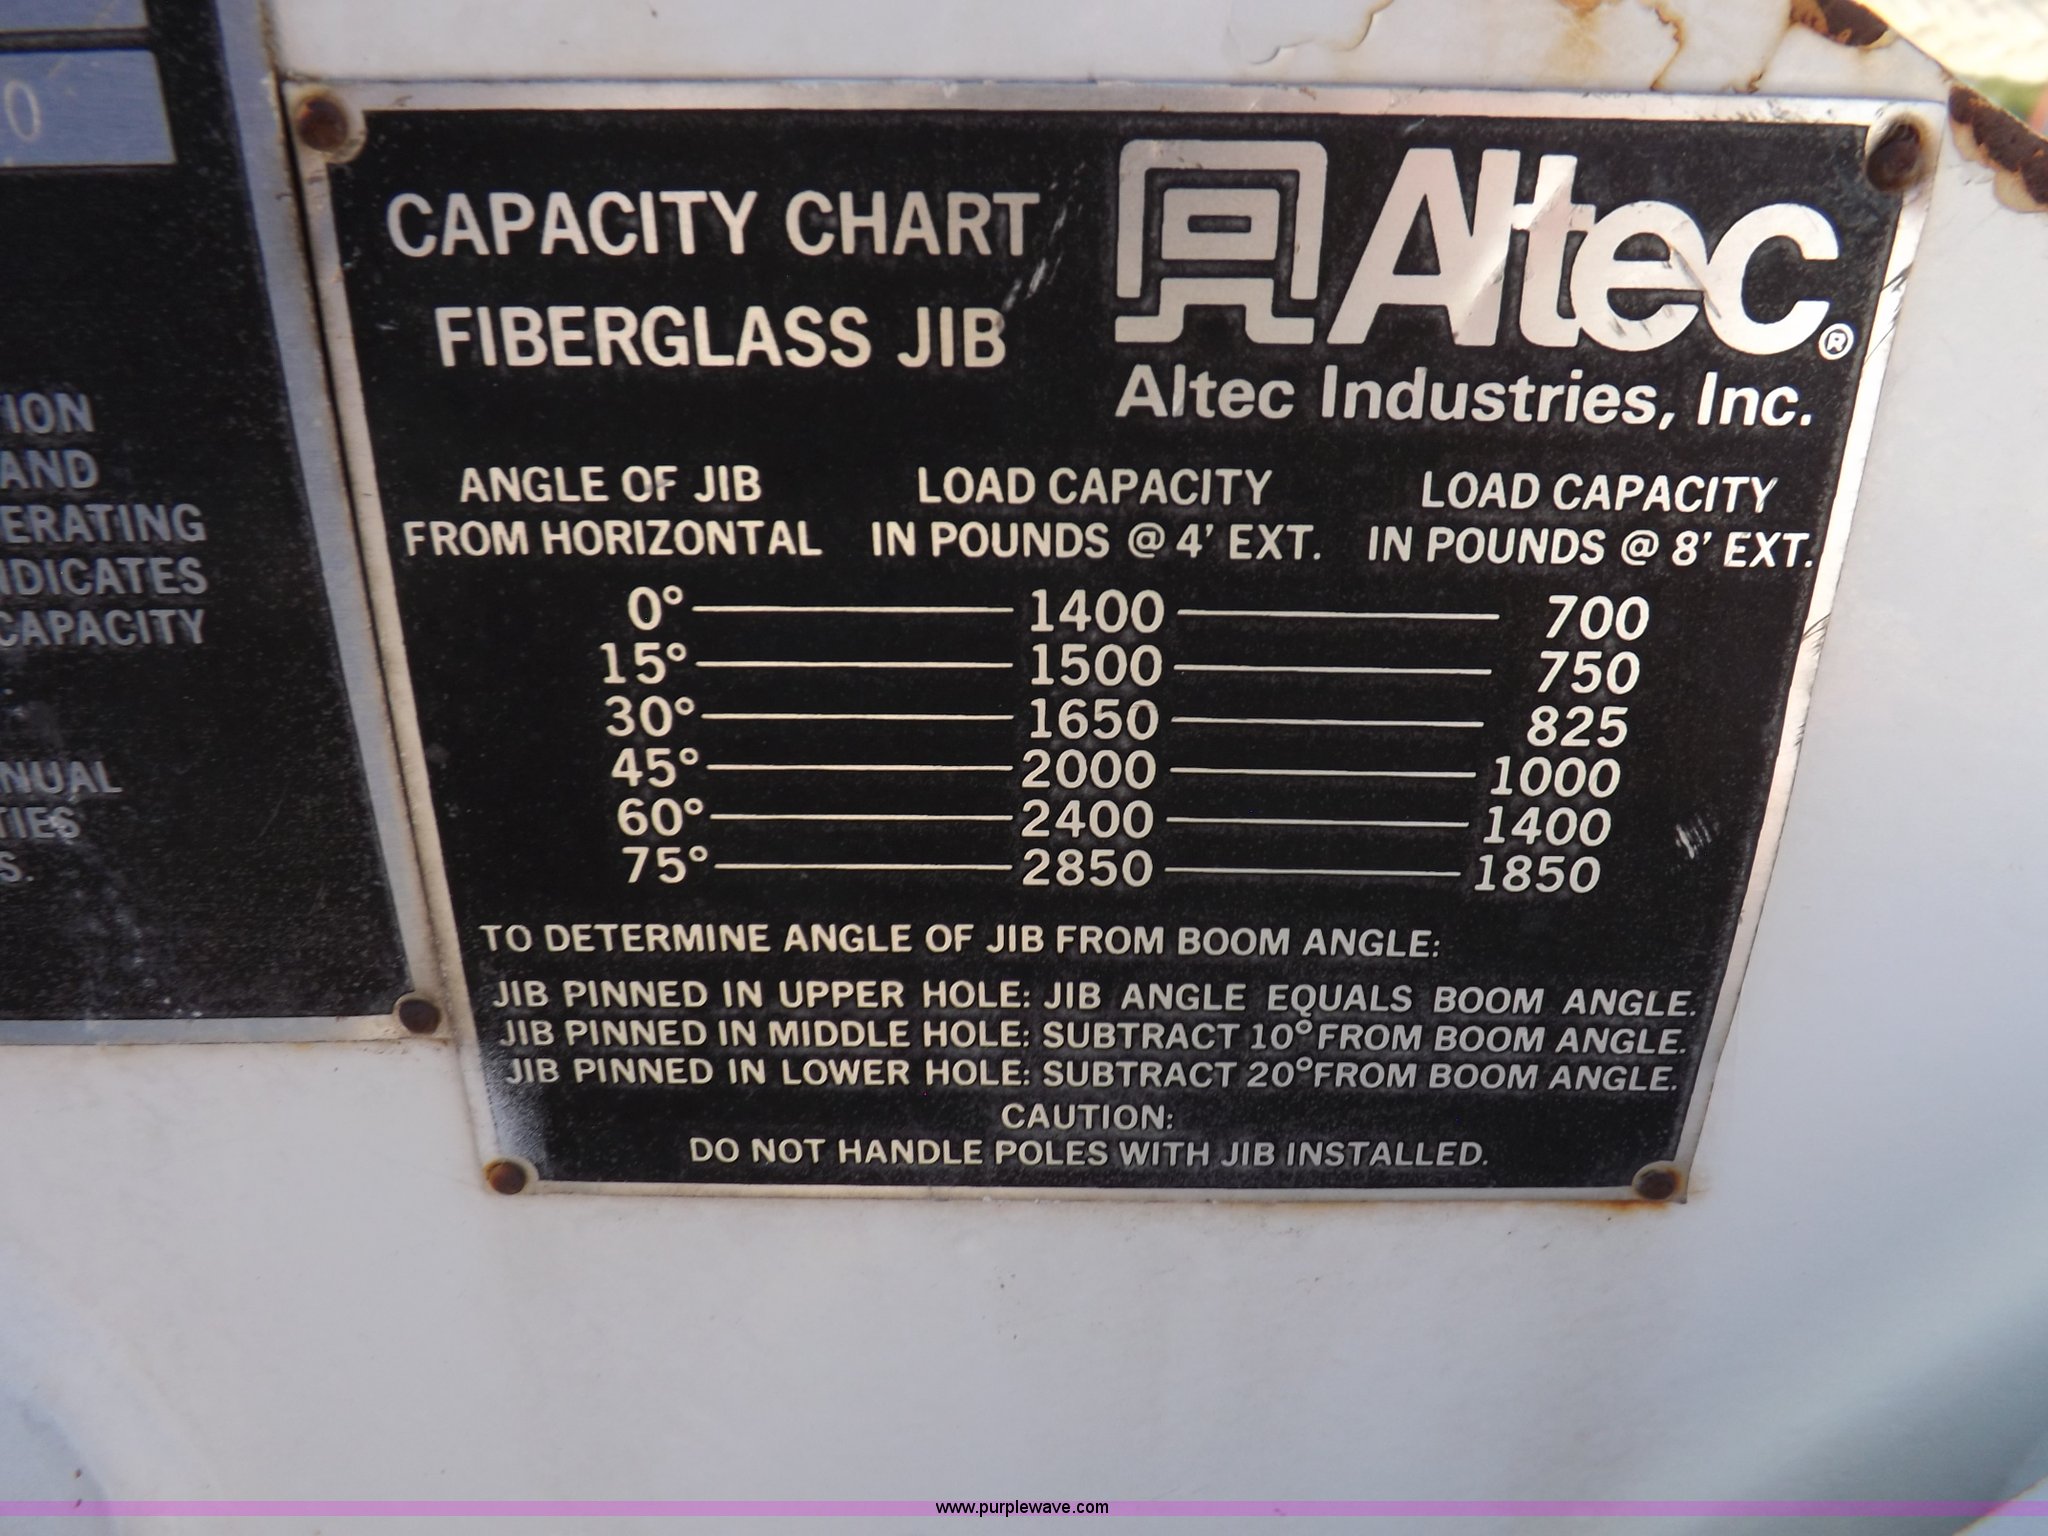 0
ION
AND
ERATING
NDICATES
CAPACITY
NUAL
TIES
S.
CAPACITY CHART
FIBERGLASS JIB
Altec®
Altec Industries, Inc.
ANGLE OF JIB LOAD CAPACITY LOAD CAPACITY
FROM HORIZONTAL IN POUNDS @ 4' EXT. IN POUNDS @ 8' EXT.
0° 1400 700
15° 1500 750
30° 1650 825
45° 2000 1000
60° 2400 1400
75° 2850 1850
TO DETERMINE ANGLE OF JIB FROM BOOM ANGLE:
JIB PINNED IN UPPER HOLE: JIB ANGLE EQUALS BOOM ANGLE.
JIB PINNED IN MIDDLE HOLE: SUBTRACT 10° FROM BOOM ANGLE.
JIB PINNED IN LOWER HOLE: SUBTRACT 20° FROM BOOM ANGLE.
CAUTION:
DO NOT HANDLE POLES WITH JIB INSTALLED.
www.purplewave.com